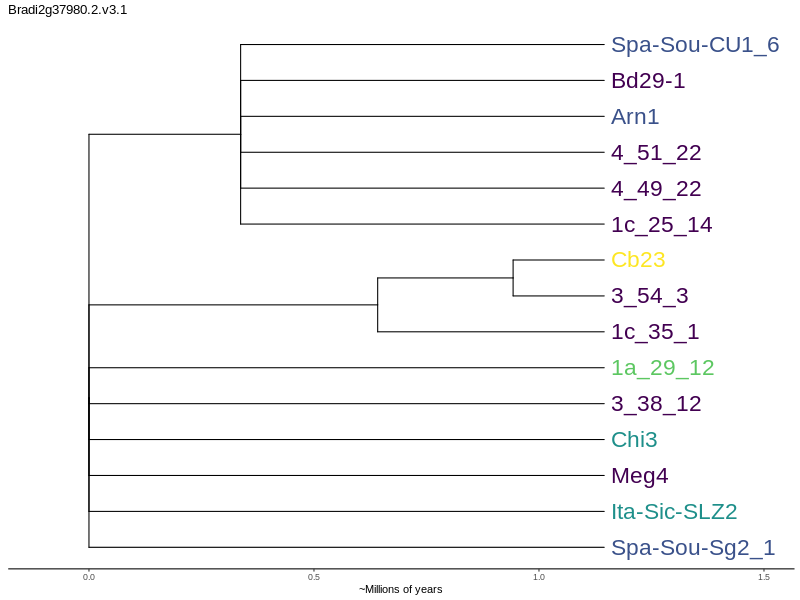 Bradi2g37980.2.v3.1
Spa-Sou-CU1_6
Bd29-1
Arn1
4_51_22
4_49_22
1c_25_14
Cb23
3_54_3
1c_35_1
1a_29_12
3_38_12
Chi3
Meg4
Ita-Sic-SLZ2
Spa-Sou-Sg2_1
0.0 0.5 1.0 1.5
~Millions of years